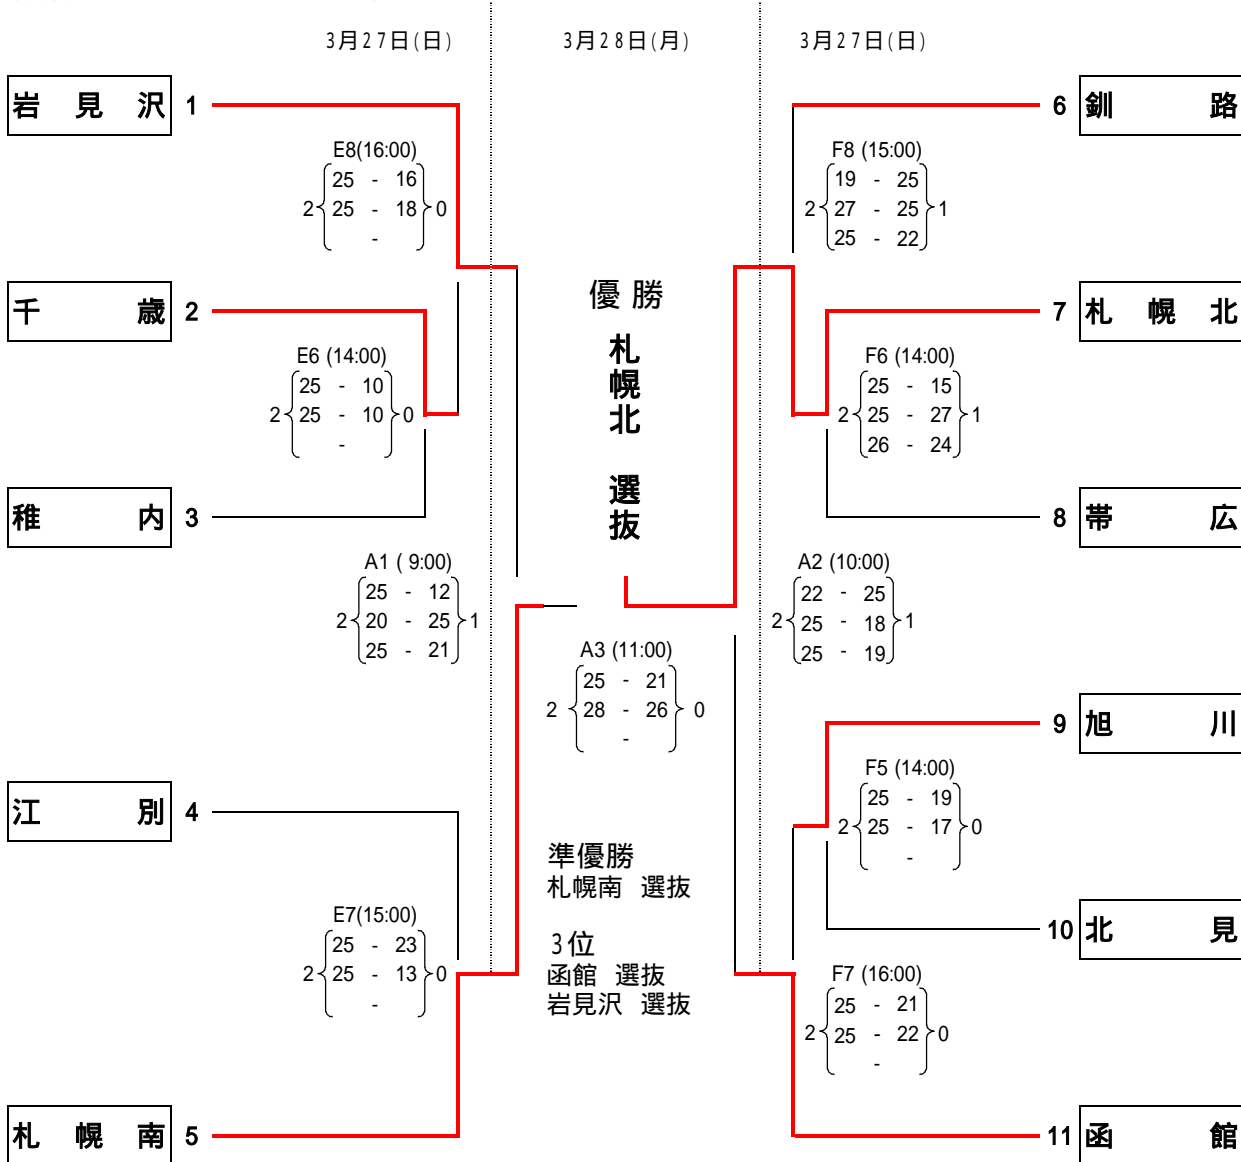 3月27日(日)
3月28日(月)
3月27日(日)
岩見沢 1
6 釧路
E8(16:00)
25 - 16
2 25 - 18 0
-
F8 (15:00)
19 - 25
2 27 - 25 1
25 - 22
優勝
札幌北 選抜
千歳 2
7 札幌北
E6 (14:00)
25 - 10
2 25 - 10 0
-
F6 (14:00)
25 - 15
2 25 - 27 1
26 - 24
稚内 3
8 帯広
A1 ( 9:00)
25 - 12
2 20 - 25 1
25 - 21
A2 (10:00)
22 - 25
2 25 - 18 1
25 - 19
A3 (11:00)
25 - 21
2 28 - 26 0
-
9 旭川
江別 4
F5 (14:00)
25 - 19
2 25 - 17 0
-
準優勝
札幌南 選抜
3位
函館 選抜
岩見沢 選抜
E7(15:00)
25 - 23
2 25 - 13 0
-
10 北見
F7 (16:00)
25 - 21
2 25 - 22 0
-
札幌南 5
11 函館